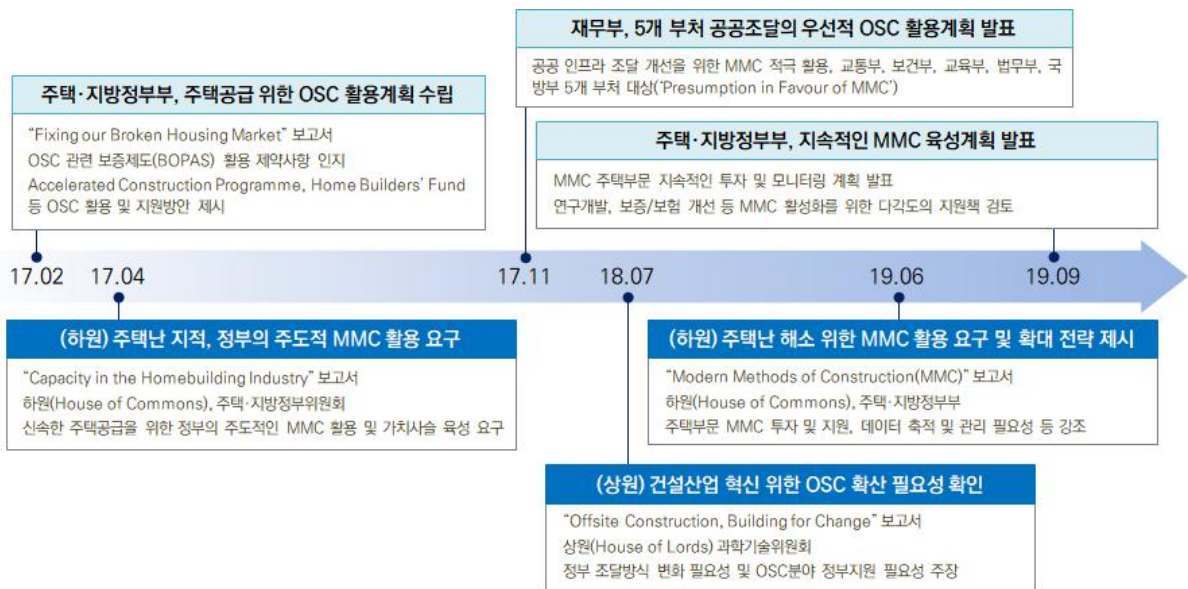 재무부, 5개 부처 공공조달의 우선적 OSC 활용계획 발표
공공 인프라 조달 개선을 위한 MMC 적극 활용, 교통부, 보건부, 교육부, 법무부, 국
방부 5개 부처 대상('Presumption in Favour of MMC')
주택·지방정부부, 주택공급 위한 OSC 활용계획 수립
"Fixing our Broken Housing Market" 보고서
OSC 관련 보증제도(BOPAS) 활용 제약사항 인지
Accelerated Construction Programme, Home Builders' Fund
등 OSC 활용 및 지원방안 제시
주택·지방정부부, 지속적인 MMC 육성계획 발표
MMC 주택부문 지속적인 투자 및 모니터링 계획 발표
연구개발, 보증/보험 개선 등 MMC 활성화를 위한 다각도의 지원책 검토
17.02 17.04 17.11 18.07 19.06 19.09
(하원) 주택난 지적, 정부의 주도적 MMC 활용 요구
"Capacity in the Homebuilding Industry" 보고서
하원(House of Commons), 주택·지방정부위원회
신속한 주택공급을 위한 정부의 주도적인 MMC 활용 및 가치사슬 육성 요구
(하원) 주택난 해소 위한 MMC 활용 요구 및 확대 전략 제시
"Modern Methods of Construction(MMC)" 보고서
하원(House of Commons), 주택·지방정부부
주택부문 MMC 투자 및 지원, 데이터 축적 및 관리 필요성 등 강조
(상원) 건설산업 혁신 위한 OSC 확산 필요성 확인
"Offsite Construction, Building for Change" 보고서
상원(House of Lords) 과학기술위원회
정부 조달방식 변화 필요성 및 OSC분야 정부지원 필요성 주장